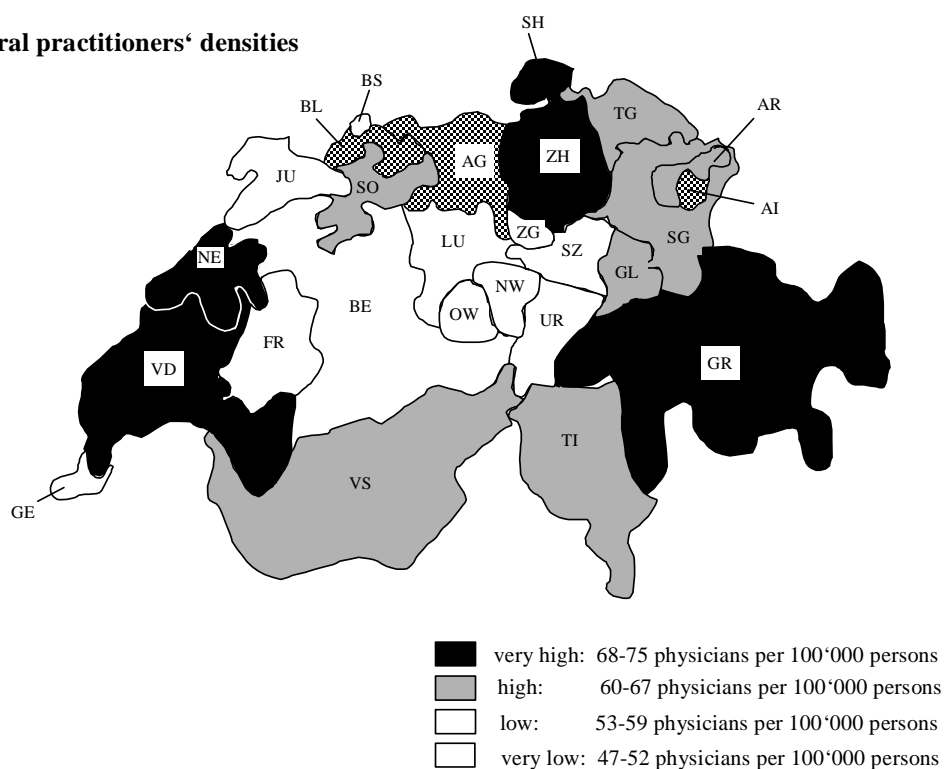 ral practitioners‘ densities
SH
BS
BL
TG
AR
AG
ZH
JU
SO
AI
ZG
LU
SZ
SG
NE
GL
NW
BE
OW
UR
FR
VD
GR
TI
VS
GE
very high: 68-75 physicians per 100‘000 persons
high: 60-67 physicians per 100‘000 persons
low: 53-59 physicians per 100‘000 persons
very low: 47-52 physicians per 100‘000 persons